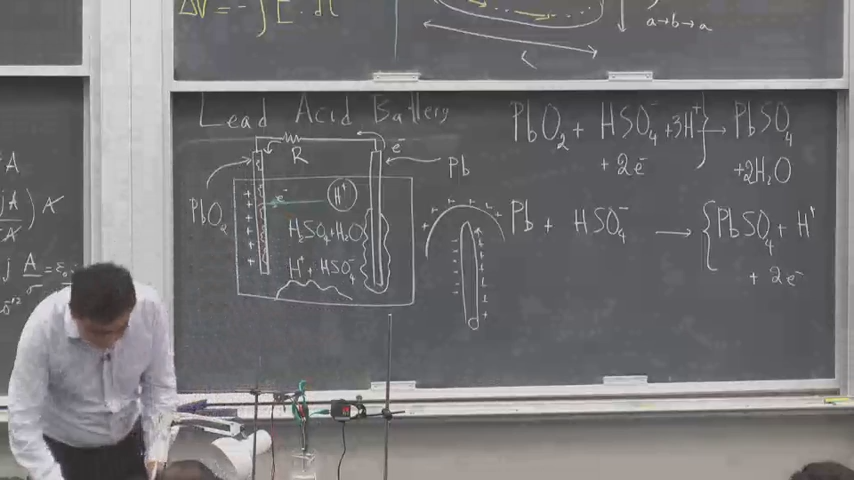 ΔV = - ∫ E · dl
a→b→a
L
Lead Acid Battery
PbO₂ + HSO₄⁻ + 3H⁺ → PbSO₄
+ 2e⁻
+2H₂O
R
e⁻
Pb
PbO₂
e⁻
H⁺
H₂SO₄+H₂O
H⁺ + HSO₄⁻
Pb + HSO₄⁻ → { PbSO₄ + H⁺
+ 2e⁻
A
jA
A
j A/σ = ε₀